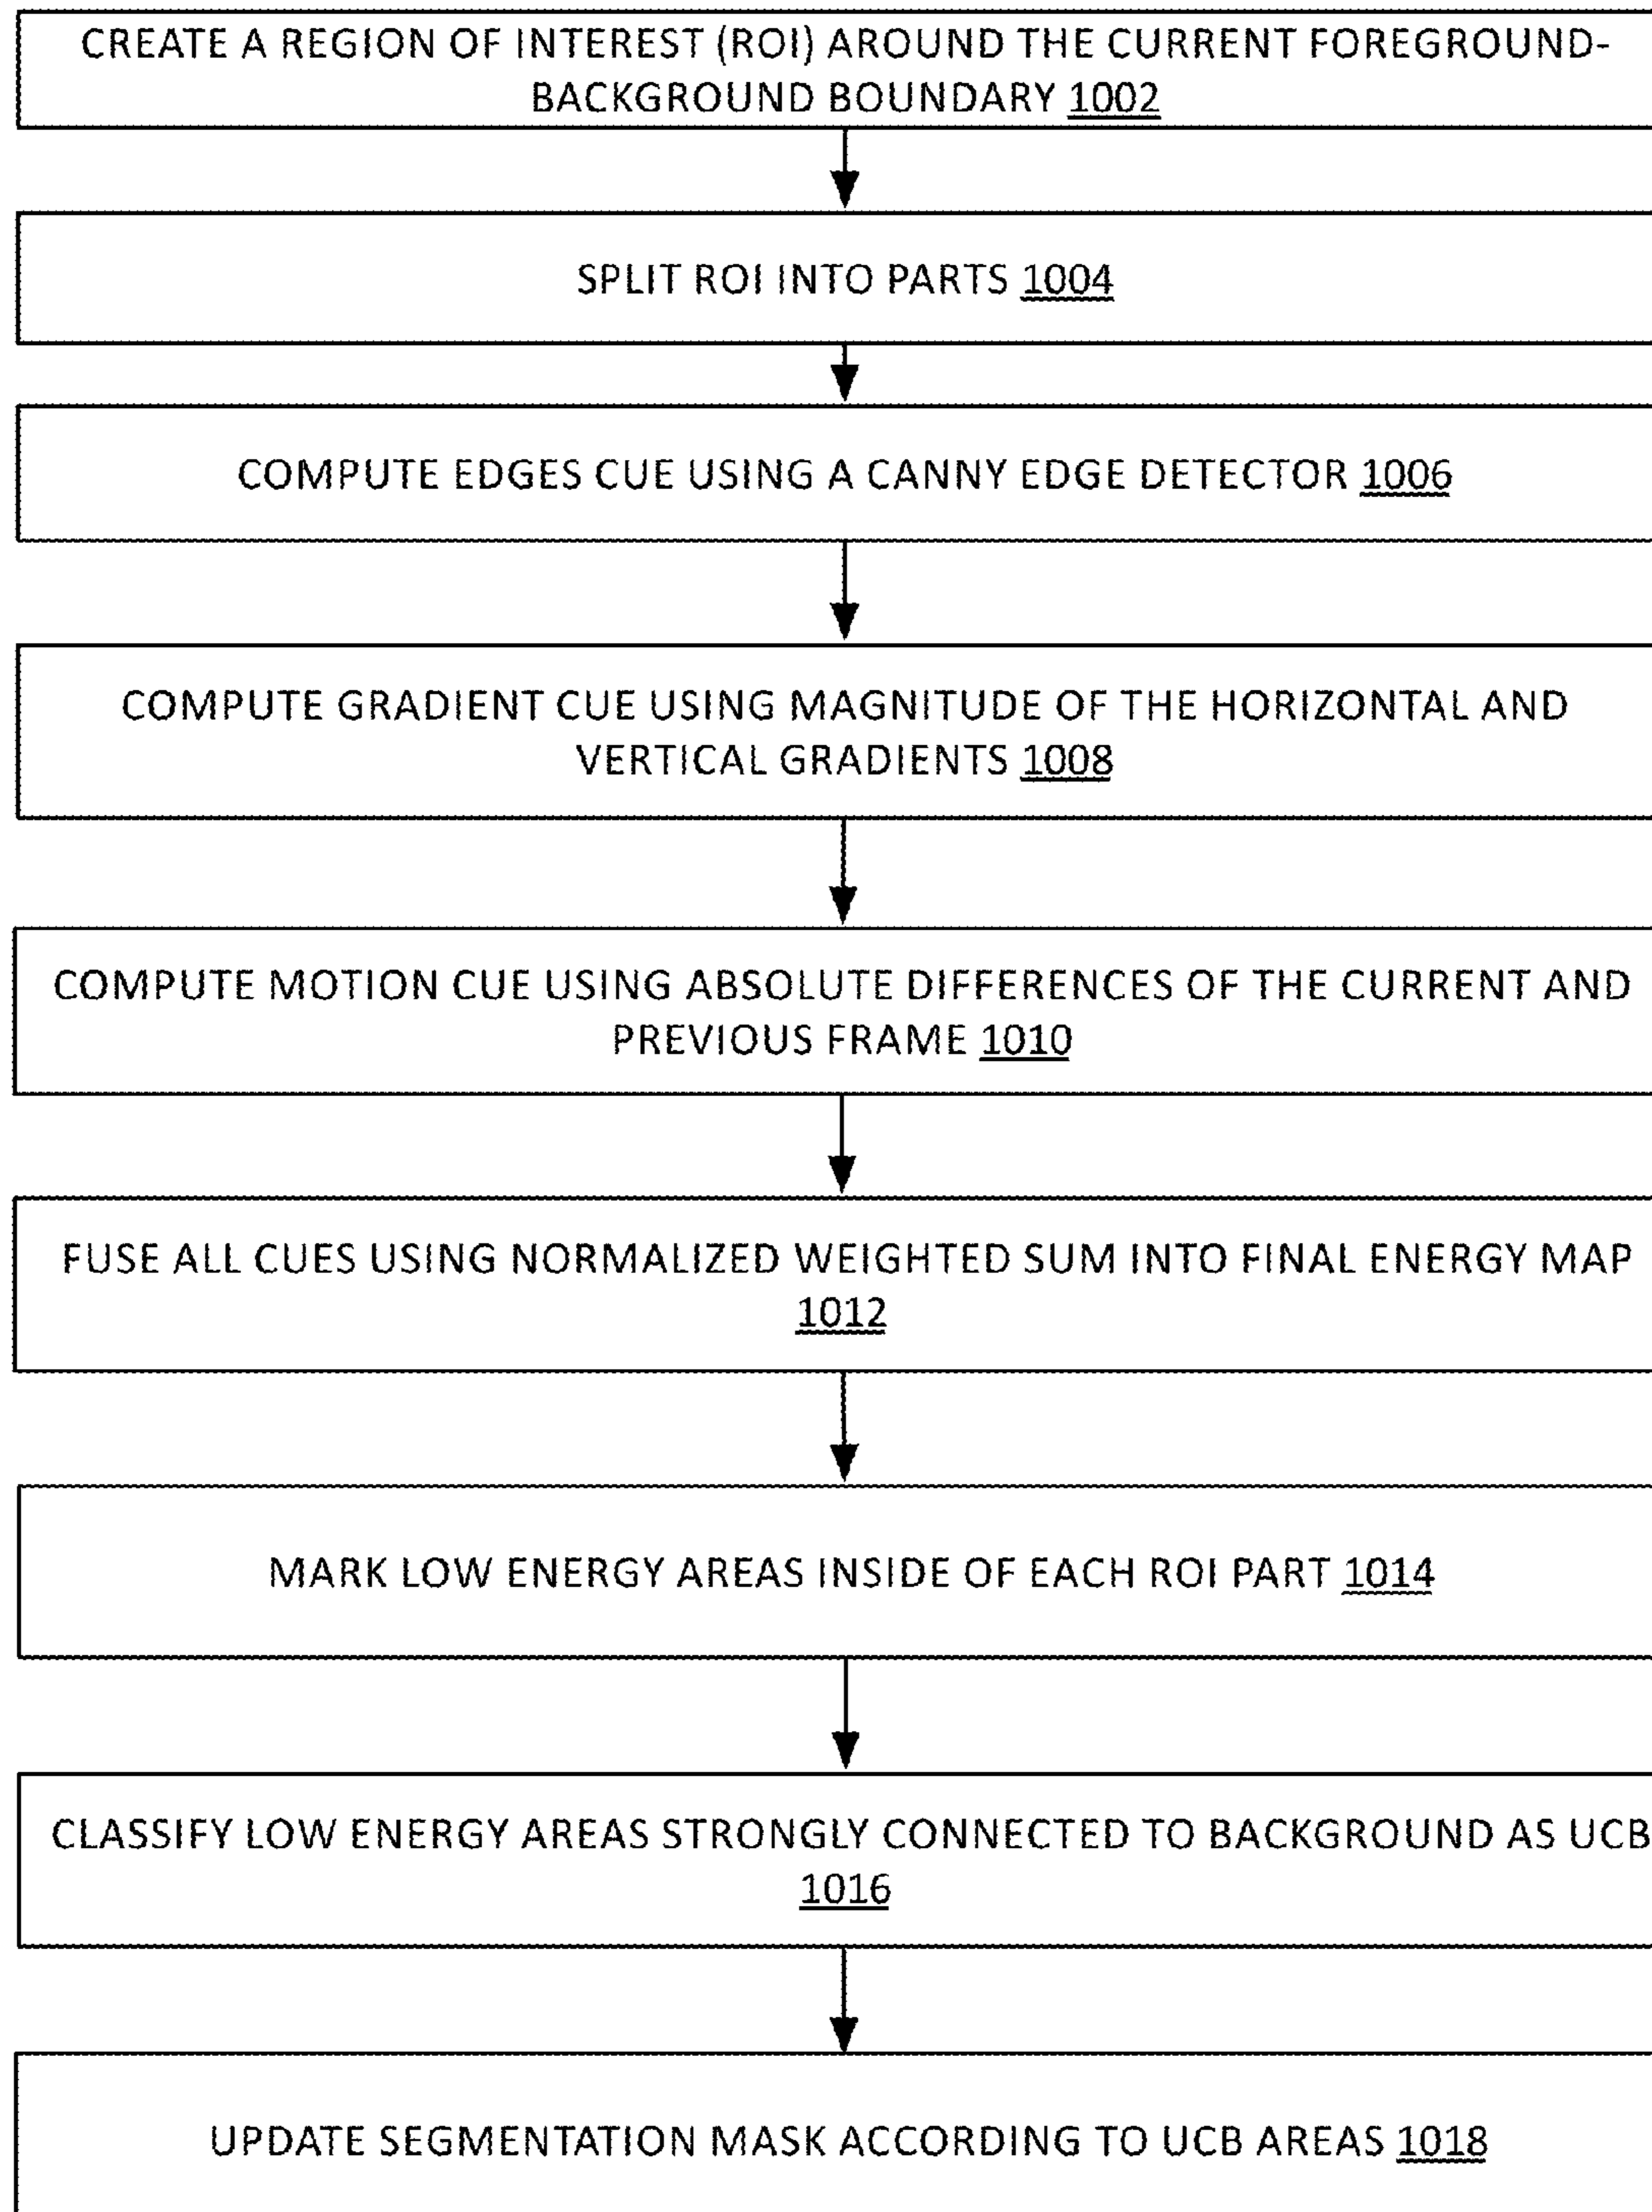 CREATE A REGION OF INTEREST (ROI) AROUND THE CURRENT FOREGROUND-
BACKGROUND BOUNDARY 1002
SPLIT ROI INTO PARTS 1004
COMPUTE EDGES CUE USING A CANNY EDGE DETECTOR 1006
COMPUTE GRADIENT CUE USING MAGNITUDE OF THE HORIZONTAL AND
VERTICAL GRADIENTS 1008
COMPUTE MOTION CUE USING ABSOLUTE DIFFERENCES OF THE CURRENT AND
PREVIOUS FRAME 1010
FUSE ALL CUES USING NORMALIZED WEIGHTED SUM INTO FINAL ENERGY MAP
1012
MARK LOW ENERGY AREAS INSIDE OF EACH ROI PART 1014
CLASSIFY LOW ENERGY AREAS STRONGLY CONNECTED TO BACKGROUND AS UCB
1016
UPDATE SEGMENTATION MASK ACCORDING TO UCB AREAS 1018